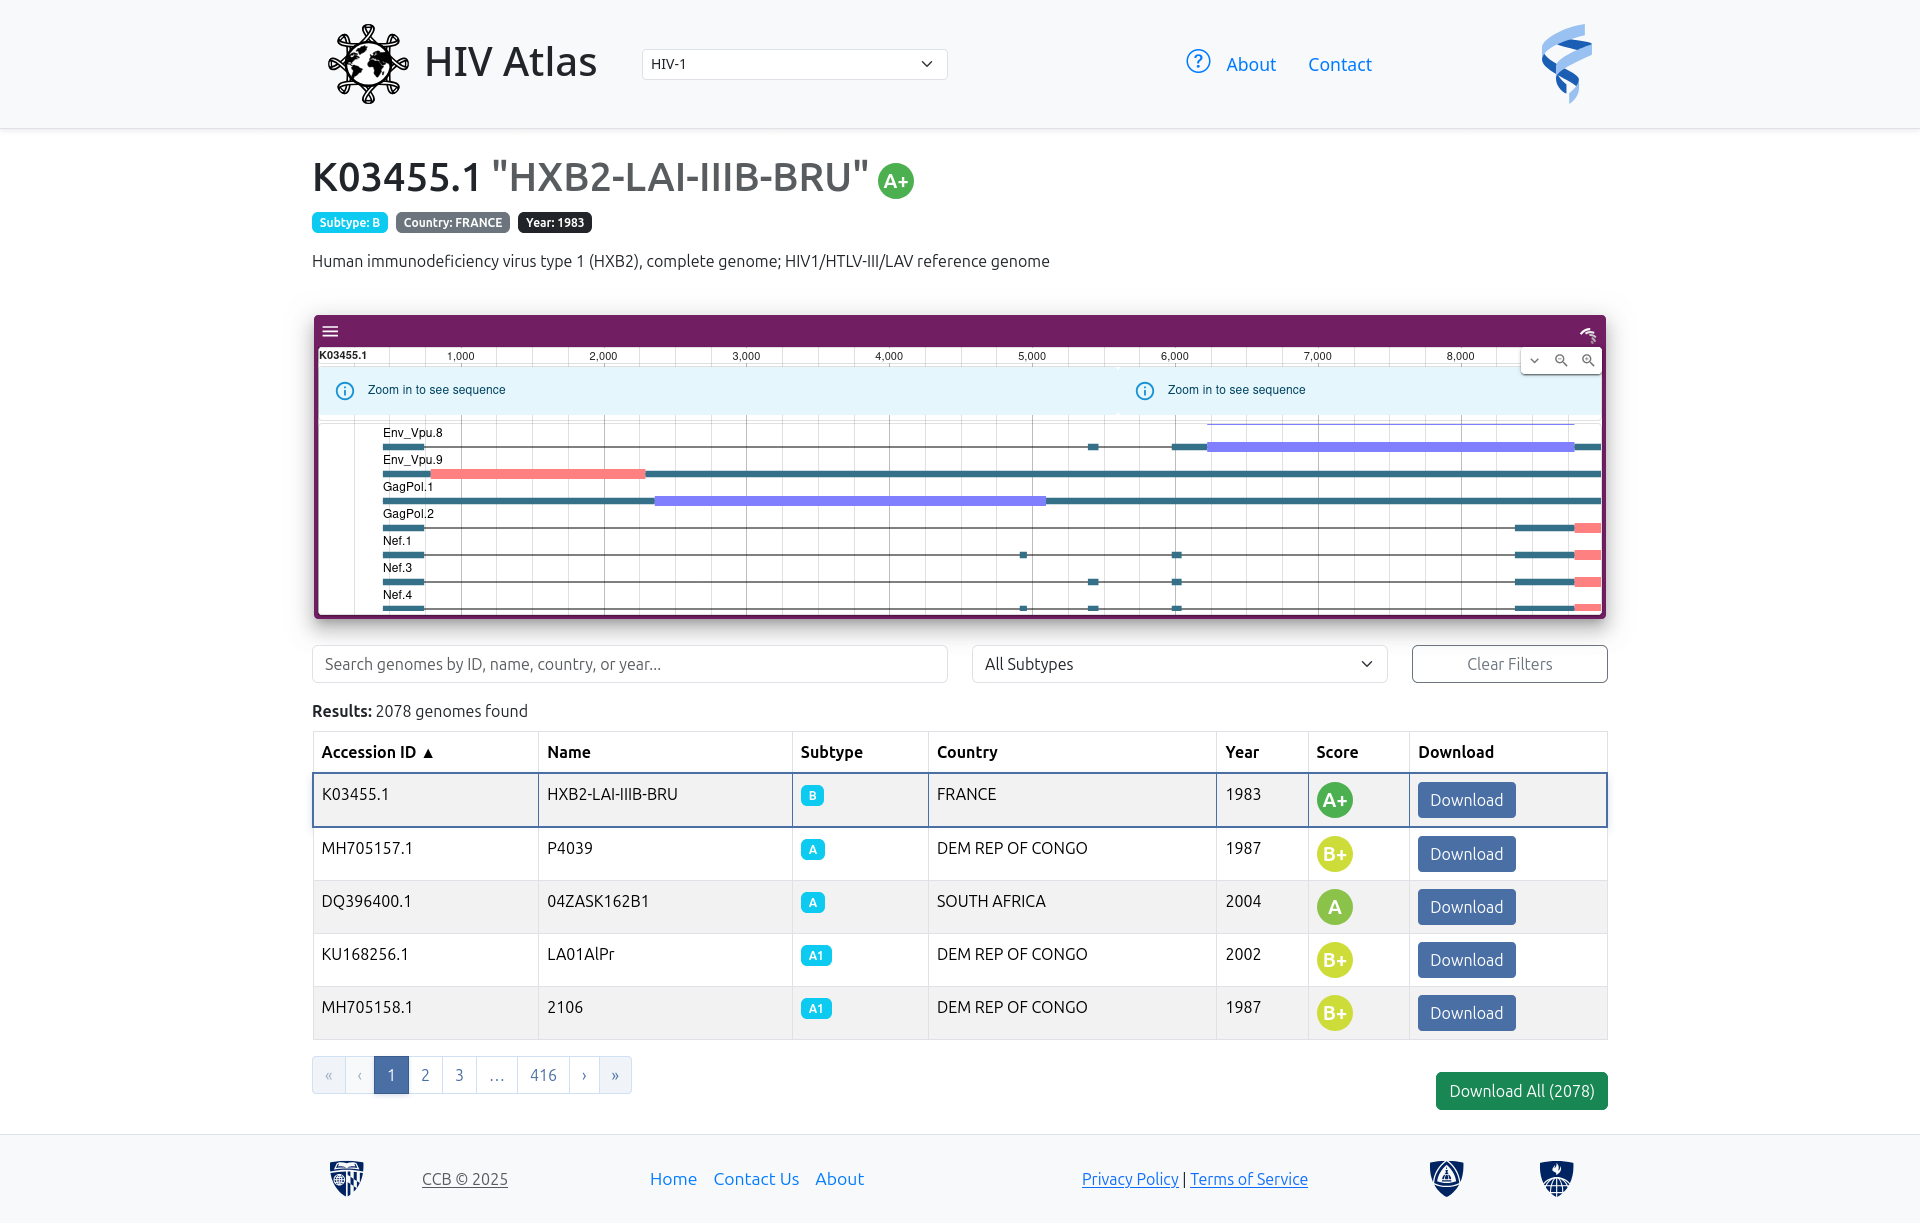 HIV Atlas
HIV-1
About
Contact
K03455.1 "HXB2-LAI-IIIB-BRU" A+
Subtype: B Country: FRANCE Year: 1983
Human immunodeficiency virus type 1 (HXB2), complete genome; HIV1/HTLV-III/LAV reference genome
K03455.1 1,000 2,000 3,000 4,000 5,000 6,000 7,000 8,000
Zoom in to see sequence Zoom in to see sequence
Env_Vpu.8
Env_Vpu.9
GagPol.1
GagPol.2
Nef.1
Nef.3
Nef.4
Search genomes by ID, name, country, or year...
All Subtypes
Clear Filters
Results: 2078 genomes found
Accession ID ▲ Name Subtype Country Year Score Download
K03455.1 HXB2-LAI-IIIB-BRU B FRANCE 1983 A+ Download
MH705157.1 P4039 A DEM REP OF CONGO 1987 B+ Download
DQ396400.1 04ZASK162B1 A SOUTH AFRICA 2004 A Download
KU168256.1 LA01AlPr A1 DEM REP OF CONGO 2002 B+ Download
MH705158.1 2106 A1 DEM REP OF CONGO 1987 B+ Download
« ‹ 1 2 3 … 416 › »
Download All (2078)
CCB © 2025
Home Contact Us About
Privacy Policy | Terms of Service